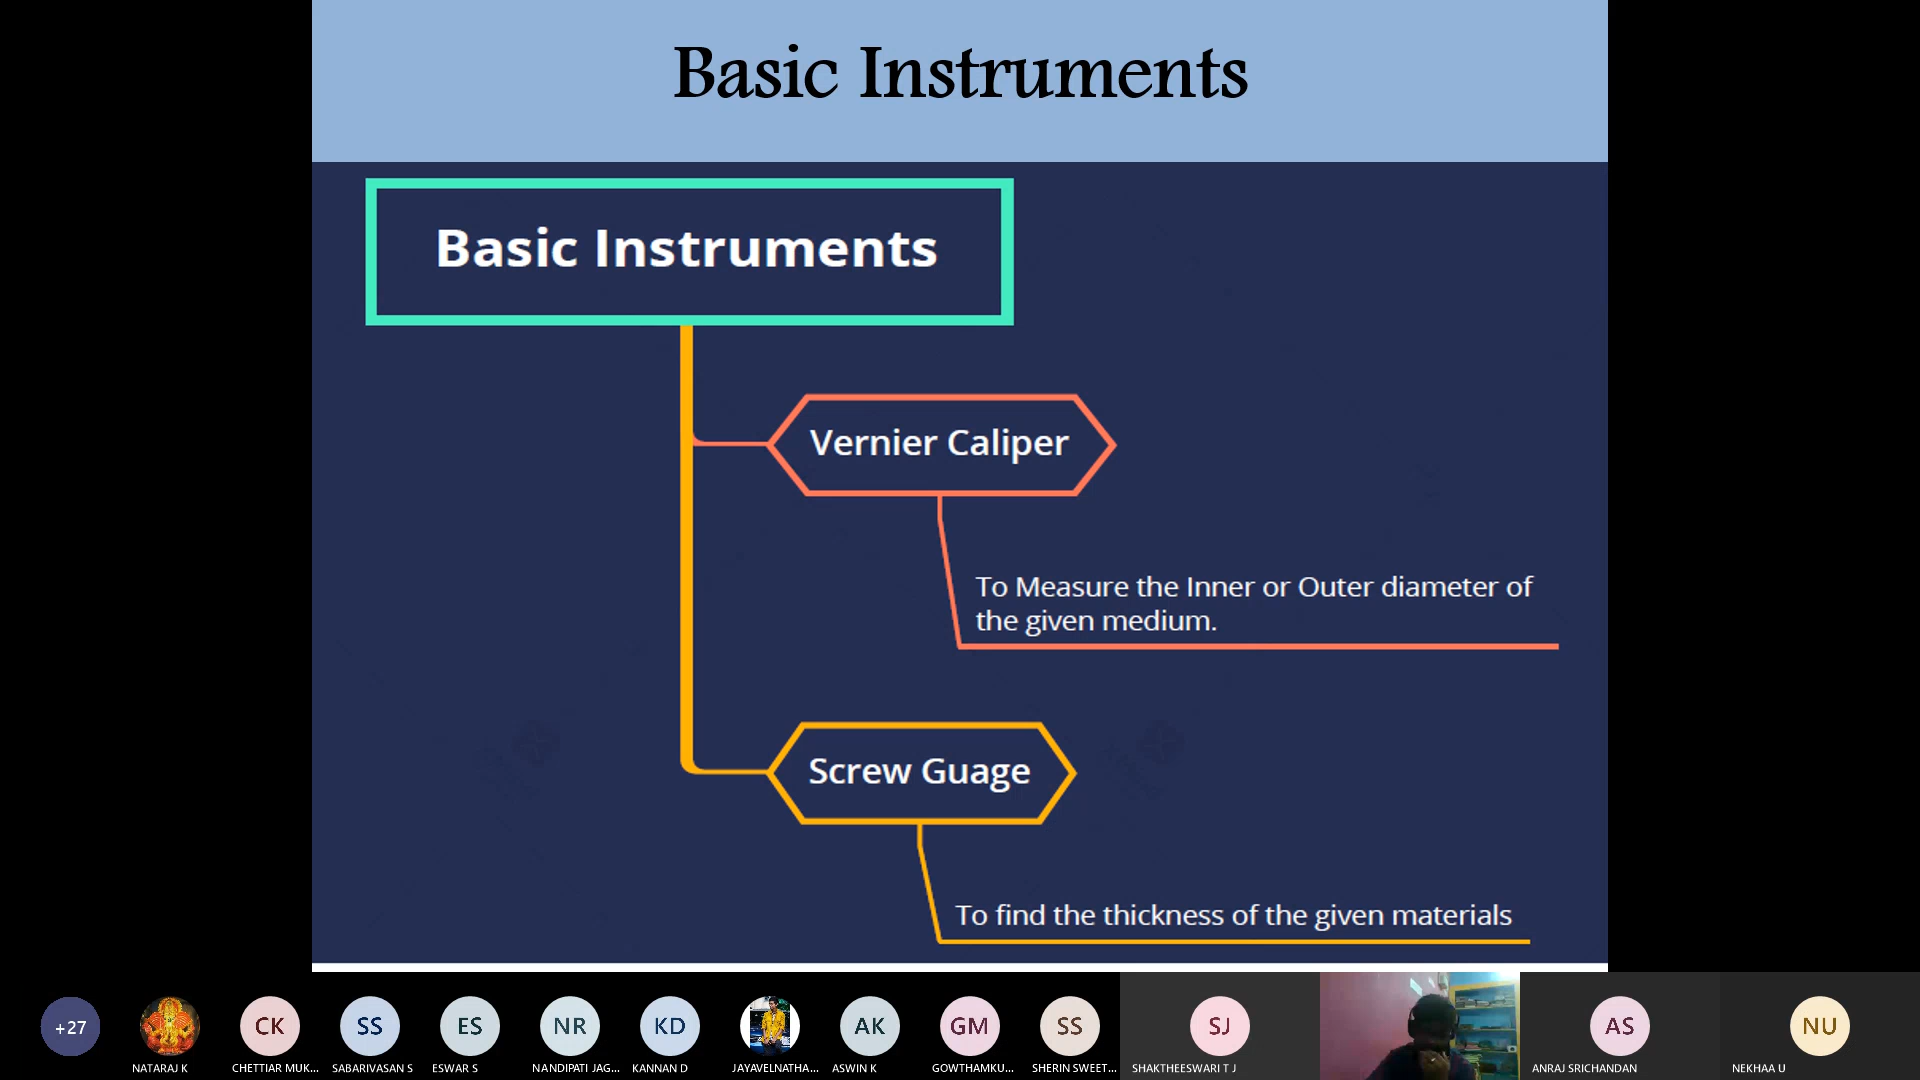 Basic Instruments
Basic Instruments
Vernier Caliper
To Measure the Inner or Outer diameter of
the given medium.
Screw Guage
To find the thickness of the given materials
+27
CK
SS
ES
NR
KD
AK
GM
SS
SJ
AS
NU
NATARAJ K
CHETTIAR MUK...
SABARIVASAN S
ESWAR S
NANDIPATI JAG...
KANNAN D
JAYAVELNATHA...
ASWIN K
GOWTHAMKU...
SHERIN SWEET...
SHAKTHEESWARI T J
ANRAJ SRICHANDAN
NEKHAA U